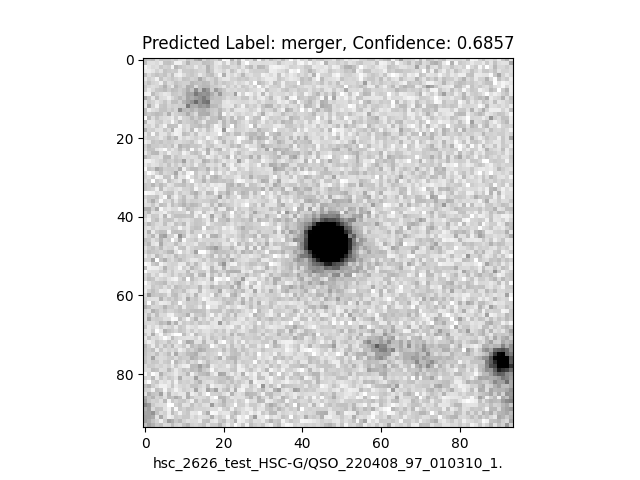 Predicted Label: merger, Confidence: 0.6857
0
20
40
60
80
0 20 40 60 80
hsc_2626_test_HSC-G/QSO_220408_97_010310_1.